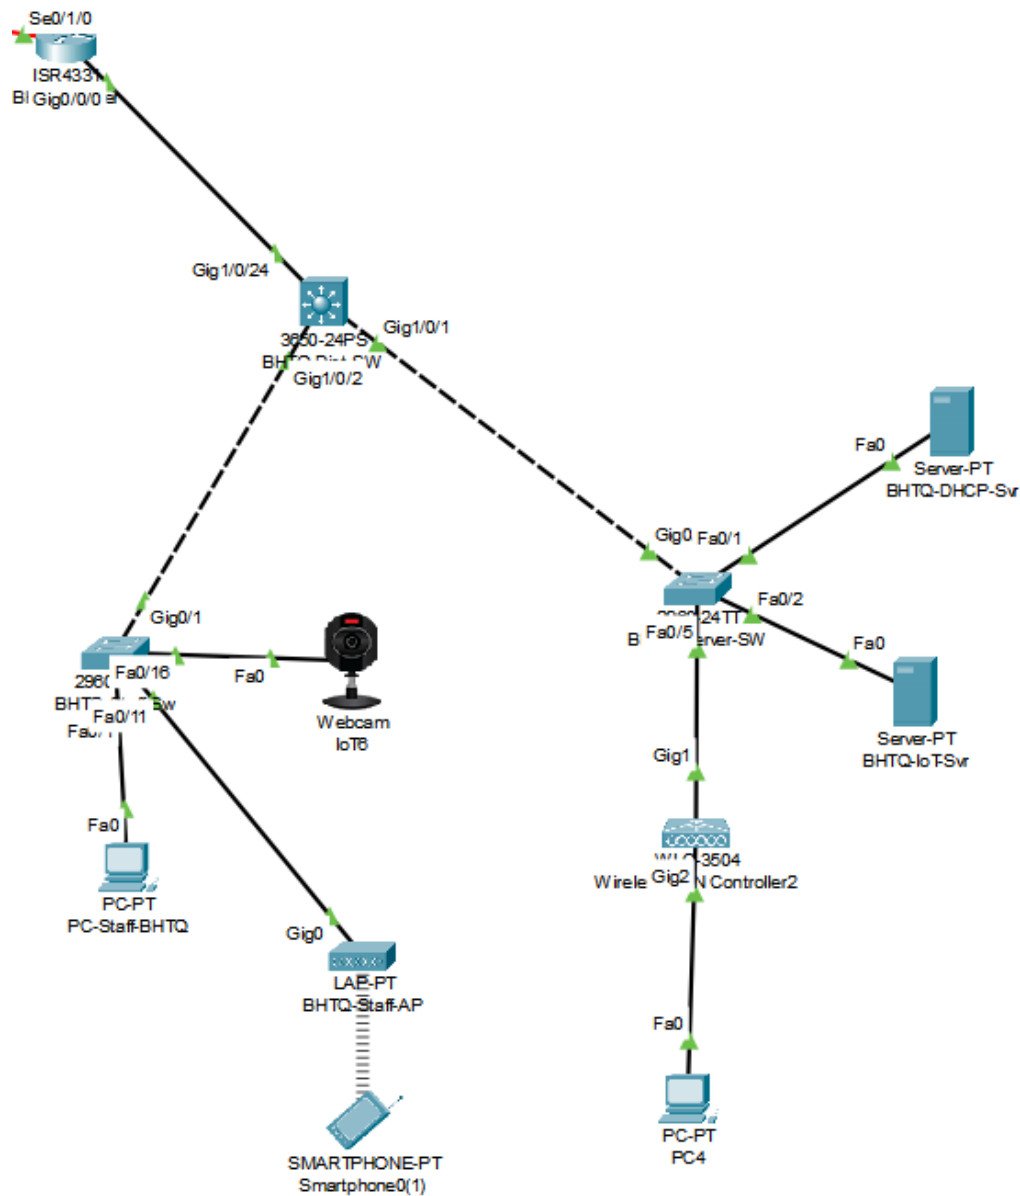 Se0/1/0
ISR4331
Gig0/0/0
Gig1/0/24
Gig1/0/1
3650-24PS
Gig1/0/2
Fa0
Server-PT
BHTQ-DHCP-Svr
Gig0
Fa0/1
Fa0/2
Fa0/5
Gig0/1
Fa0/16
Fa0
Fa0
Fa0/11
Webcam
IoT6
Server-PT
BHTQ-IoT-Svr
Gig1
Fa0
Gig2
Controller2
PC-PT
PC-Staff-BHTQ
Gig0
LAP-PT
BHTQ-Staff-AP
Fa0
PC-PT
PC4
SMARTPHONE-PT
Smartphone0(1)